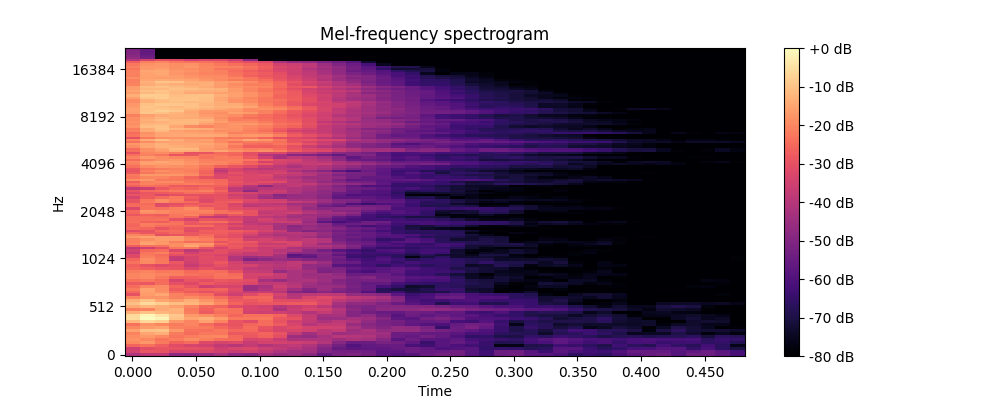 Mel-frequency spectrogram
Hz
16384
8192
4096
2048
1024
512
0
0.000 0.050 0.100 0.150 0.200 0.250 0.300 0.350 0.400 0.450
Time
+0 dB
-10 dB
-20 dB
-30 dB
-40 dB
-50 dB
-60 dB
-70 dB
-80 dB